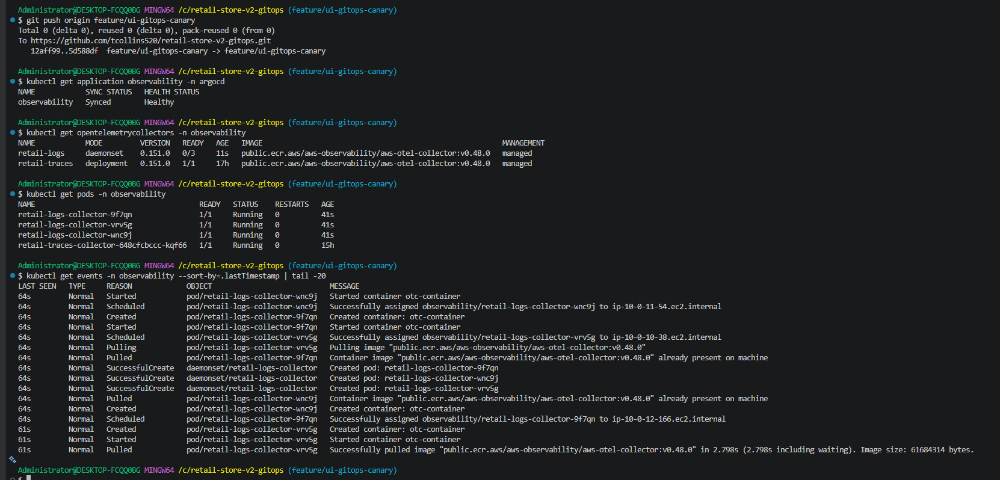 Administrator@DESKTOP-FCQQ0BG MINGW64 /c/retail-store-v2-gitops (feature/ui-gitops-canary)
$ git push origin feature/ui-gitops-canary
Total 0 (delta 0), reused 0 (delta 0), pack-reused 0 (from 0)
To https://github.com/tcollins520/retail-store-v2-gitops.git
   12aff99..5d588df  feature/ui-gitops-canary -> feature/ui-gitops-canary
Administrator@DESKTOP-FCQQ0BG MINGW64 /c/retail-store-v2-gitops (feature/ui-gitops-canary)
$ kubectl get application observability -n argocd
NAME            SYNC STATUS   HEALTH STATUS
observability   Synced        Healthy
Administrator@DESKTOP-FCQQ0BG MINGW64 /c/retail-store-v2-gitops (feature/ui-gitops-canary)
$ kubectl get opentelemetrycollectors -n observability
NAME            MODE         VERSION   READY   AGE   IMAGE                                                         MANAGEMENT
retail-logs     daemonset    0.151.0   0/3     11s   public.ecr.aws/aws-observability/aws-otel-collector:v0.48.0   managed
retail-traces   deployment   0.151.0   1/1     17h   public.ecr.aws/aws-observability/aws-otel-collector:v0.48.0   managed
Administrator@DESKTOP-FCQQ0BG MINGW64 /c/retail-store-v2-gitops (feature/ui-gitops-canary)
$ kubectl get pods -n observability
NAME                                       READY   STATUS    RESTARTS   AGE
retail-logs-collector-9f7qn                1/1     Running   0          41s
retail-logs-collector-vrv5g                1/1     Running   0          41s
retail-logs-collector-wnc9j                1/1     Running   0          41s
retail-traces-collector-648cfcbccc-kqf66   1/1     Running   0          15h
Administrator@DESKTOP-FCQQ0BG MINGW64 /c/retail-store-v2-gitops (feature/ui-gitops-canary)
$ kubectl get events -n observability --sort-by=.lastTimestamp | tail -20
LAST SEEN   TYPE     REASON             OBJECT                            MESSAGE
64s         Normal   Started            pod/retail-logs-collector-wnc9j   Started container otc-container
64s         Normal   Scheduled          pod/retail-logs-collector-wnc9j   Successfully assigned observability/retail-logs-collector-wnc9j to ip-10-0-11-54.ec2.internal
64s         Normal   Created            pod/retail-logs-collector-9f7qn   Created container: otc-container
64s         Normal   Started            pod/retail-logs-collector-9f7qn   Started container otc-container
64s         Normal   Scheduled          pod/retail-logs-collector-vrv5g   Successfully assigned observability/retail-logs-collector-vrv5g to ip-10-0-10-38.ec2.internal
64s         Normal   Pulling            pod/retail-logs-collector-vrv5g   Pulling image "public.ecr.aws/aws-observability/aws-otel-collector:v0.48.0"
64s         Normal   Pulled             pod/retail-logs-collector-9f7qn   Container image "public.ecr.aws/aws-observability/aws-otel-collector:v0.48.0" already present on machine
64s         Normal   SuccessfulCreate   daemonset/retail-logs-collector   Created pod: retail-logs-collector-9f7qn
64s         Normal   SuccessfulCreate   daemonset/retail-logs-collector   Created pod: retail-logs-collector-wnc9j
64s         Normal   SuccessfulCreate   daemonset/retail-logs-collector   Created pod: retail-logs-collector-vrv5g
64s         Normal   Pulled             pod/retail-logs-collector-wnc9j   Container image "public.ecr.aws/aws-observability/aws-otel-collector:v0.48.0" already present on machine
64s         Normal   Created            pod/retail-logs-collector-wnc9j   Created container: otc-container
64s         Normal   Scheduled          pod/retail-logs-collector-9f7qn   Successfully assigned observability/retail-logs-collector-9f7qn to ip-10-0-12-166.ec2.internal
61s         Normal   Created            pod/retail-logs-collector-vrv5g   Created container: otc-container
61s         Normal   Started            pod/retail-logs-collector-vrv5g   Started container otc-container
61s         Normal   Pulled             pod/retail-logs-collector-vrv5g   Successfully pulled image "public.ecr.aws/aws-observability/aws-otel-collector:v0.48.0" in 2.798s (2.798s including waiting). Image size: 61684314 bytes.
Administrator@DESKTOP-FCQQ0BG MINGW64 /c/retail-store-v2-gitops (feature/ui-gitops-canary)
$